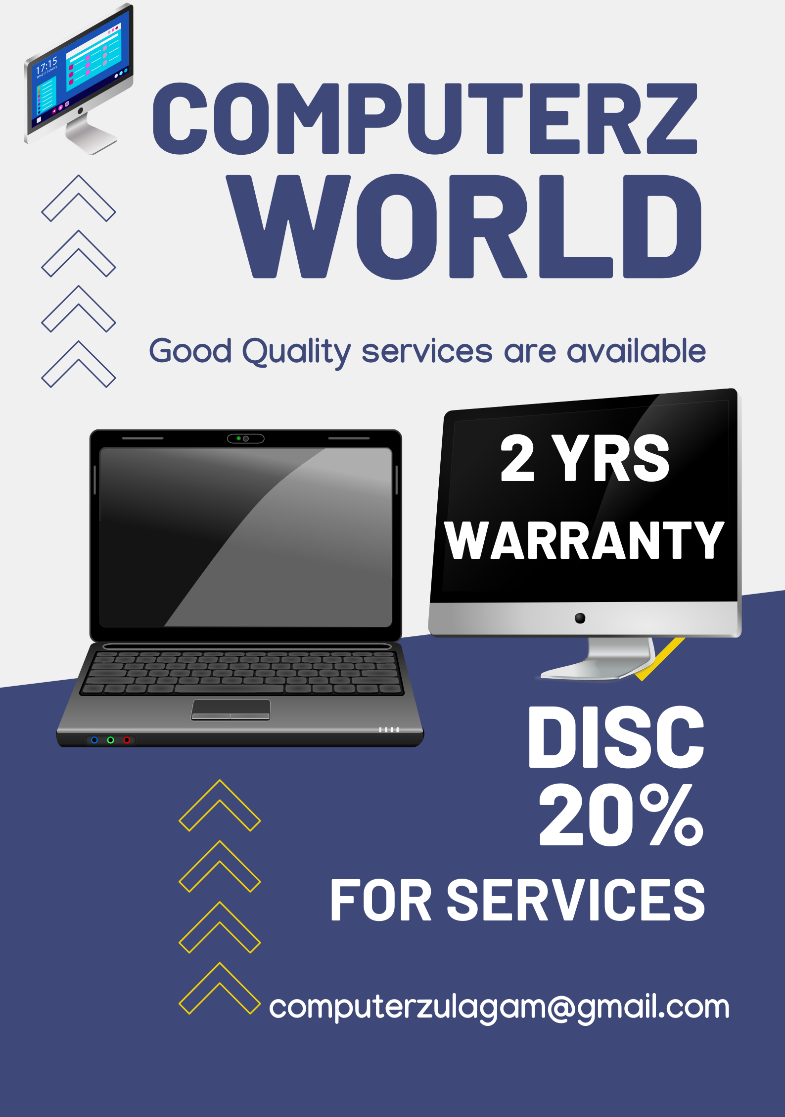 17:15
COMPUTERZ
WORLD
Good Quality services are available
2 YRS
WARRANTY
DISC
20%
FOR SERVICES
computerzulagam@gmail.com